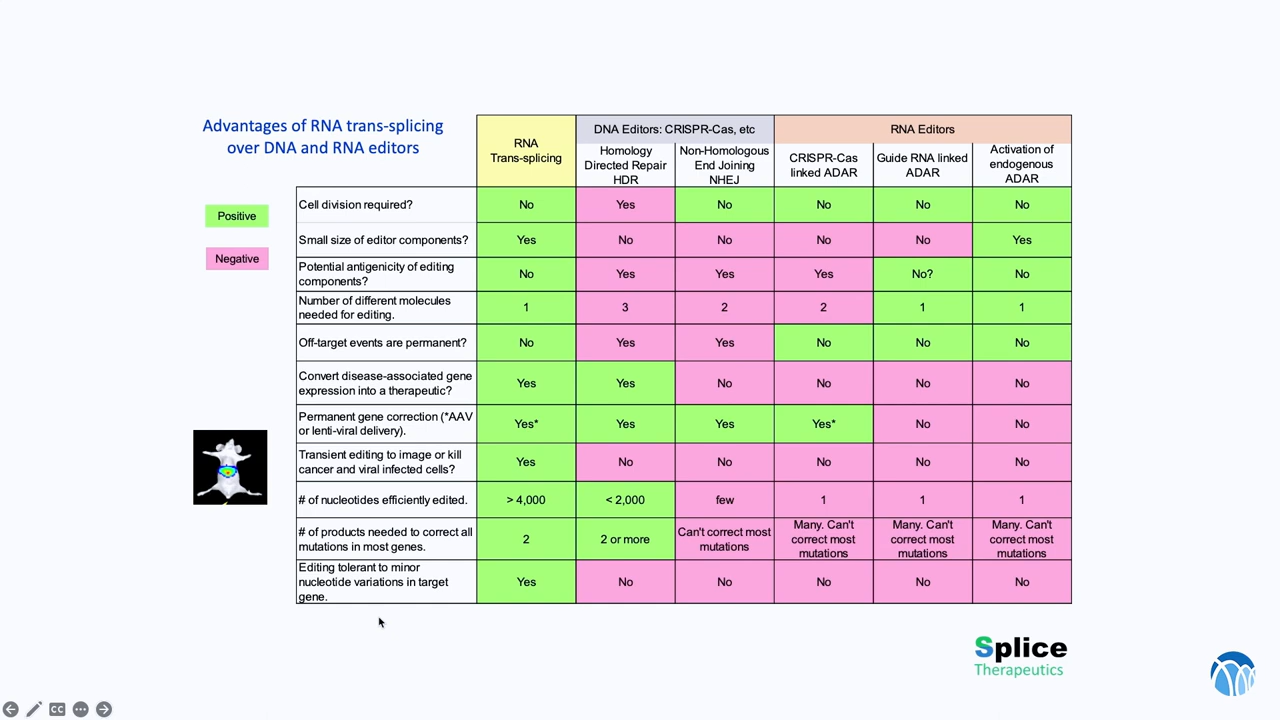 Advantages of RNA trans-splicing
over DNA and RNA editors
Positive
Negative
RNA
Trans-splicing
DNA Editors: CRISPR-Cas, etc
RNA Editors
Homology
Directed Repair
HDR
Non-Homologous
End Joining
NHEJ
CRISPR-Cas
linked ADAR
Guide RNA linked
ADAR
Activation of
endogenous
ADAR
Cell division required?
No
Yes
No
No
No
No
Small size of editor components?
Yes
No
No
No
No
Yes
Potential antigenicity of editing
components?
No
Yes
Yes
Yes
No?
No
Number of different molecules
needed for editing.
1
3
2
2
1
1
Off-target events are permanent?
No
Yes
Yes
No
No
No
Convert disease-associated gene
expression into a therapeutic?
Yes
Yes
No
No
No
No
Permanent gene correction (*AAV
or lenti-viral delivery).
Yes*
Yes
Yes
Yes*
No
No
Transient editing to image or kill
cancer and viral infected cells?
Yes
No
No
No
No
No
# of nucleotides efficiently edited.
> 4,000
< 2,000
few
1
1
1
# of products needed to correct all
mutations in most genes.
2
2 or more
Can't correct most
mutations
Many. Can't
correct most
mutations
Many. Can't
correct most
mutations
Many. Can't
correct most
mutations
Editing tolerant to minor
nucleotide variations in target
gene.
Yes
No
No
No
No
No
Splice
Therapeutics
CC